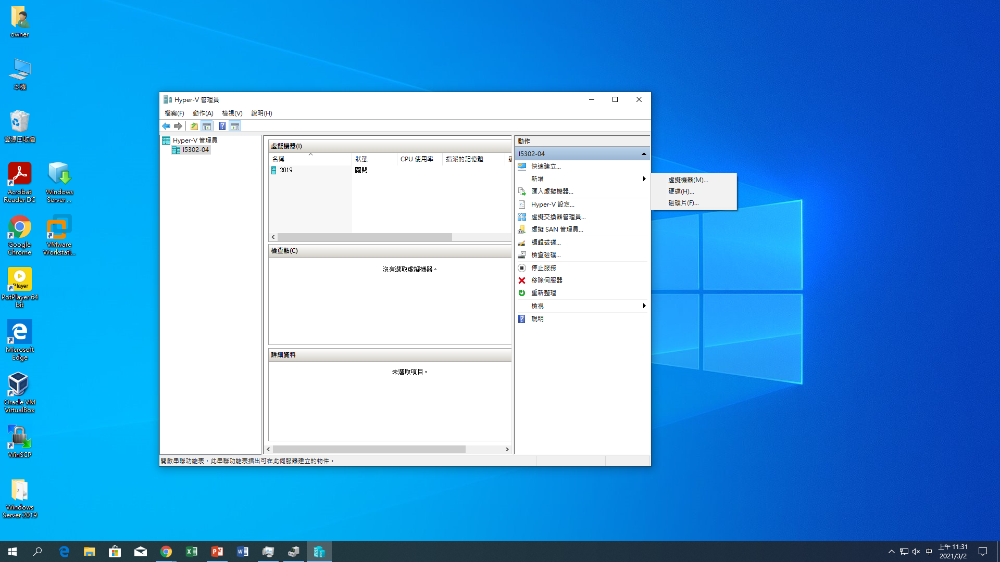 owner
本機
資源回收筒
Acrobat
Reader DC
Windows
Server ...
Google
Chrome
VMware
Workstati...
Player
PotPlayer 64
bit
Microsoft
Edge
Oracle VM
VirtualBox
WinSCP
Windows
Server 2019
Hyper-V 管理員
檔案(F) 動作(A) 檢視(V) 說明(H)
Hyper-V 管理員
I5302-04
虛擬機器(I)
名稱 狀態 CPU 使用率 指派的記憶體
2019 關閉
檢查點(C)
沒有選取虛擬機器。
詳細資料
未選取項目。
動作
I5302-04
快速建立...
新增
匯入虛擬機器...
Hyper-V 設定...
虛擬交換器管理員...
虛擬 SAN 管理員...
編輯磁碟...
檢查磁碟...
停止服務
移除伺服器
重新整理
檢視
說明
虛擬機器(M)...
硬碟(H)...
磁碟片(F)...
開啟串聯功能表，此串聯功能表指出可在此伺服器建立的物件。
中
上午 11:31
2021/3/2